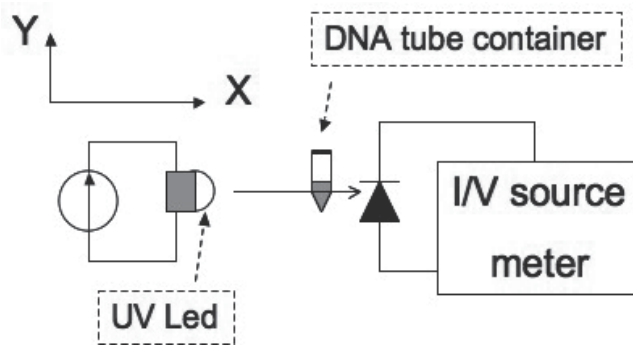 Y
X
DNA tube container
I/V source
meter
UV Led